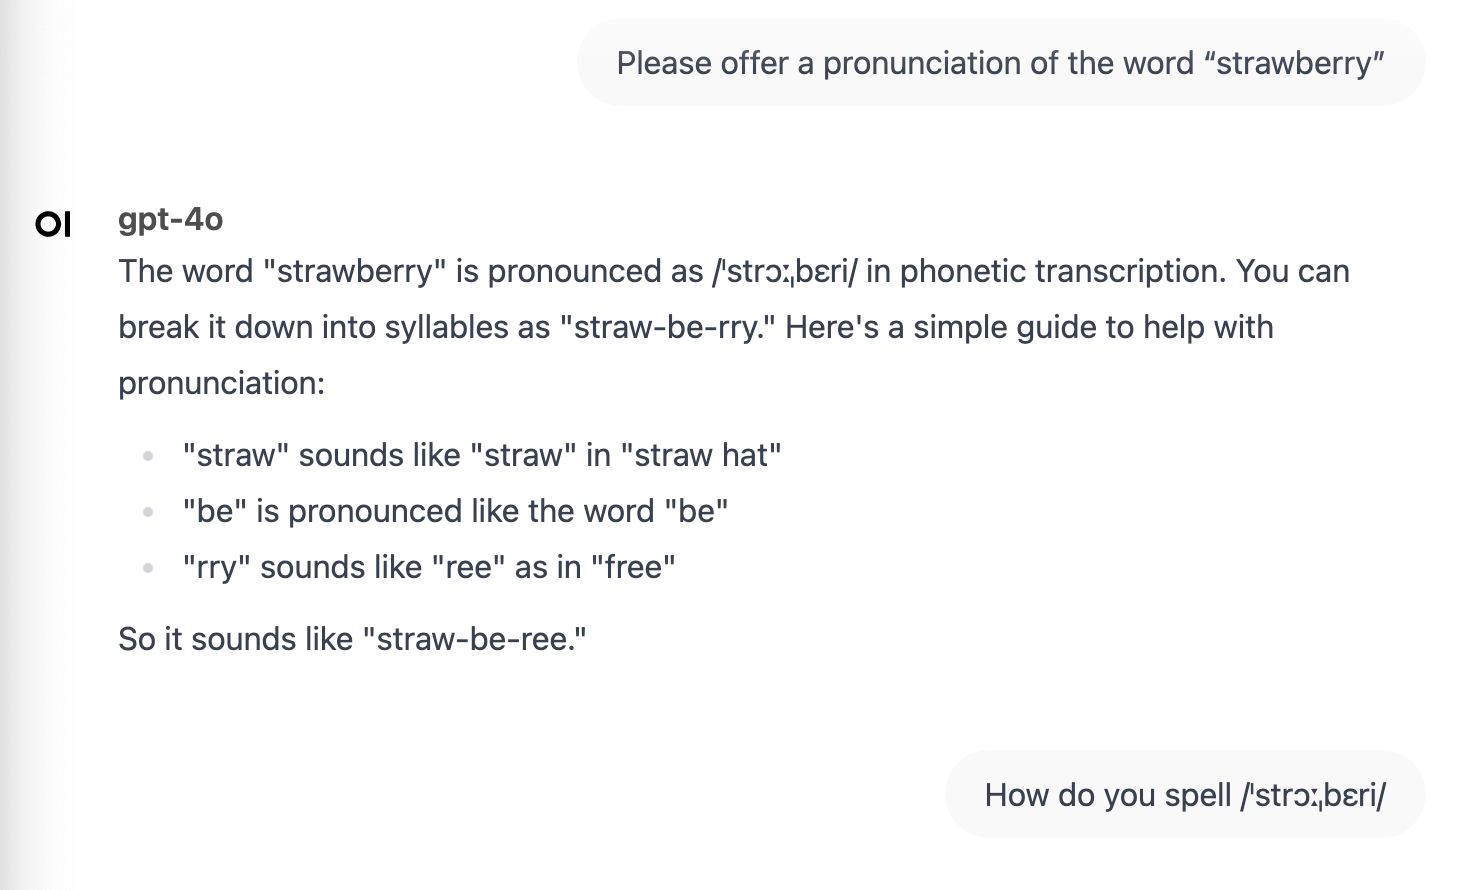 Please offer a pronunciation of the word “strawberry”
OI
gpt-4o
The word "strawberry" is pronounced as /ˈstrɔːˌbɛri/ in phonetic transcription. You can
break it down into syllables as "straw-be-rry." Here's a simple guide to help with
pronunciation:
• "straw" sounds like "straw" in "straw hat"
• "be" is pronounced like the word "be"
• "rry" sounds like "ree" as in "free"
So it sounds like "straw-be-ree."
How do you spell /ˈstrɔːˌbɛri/